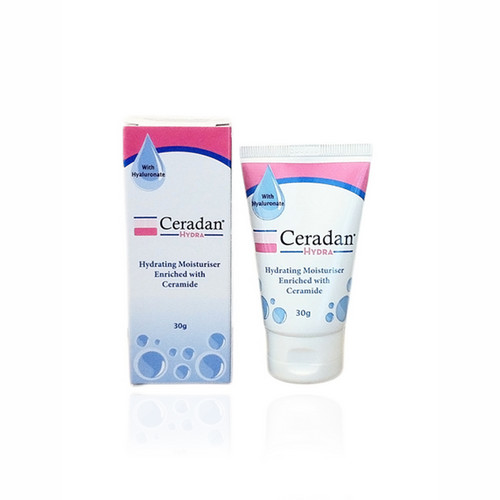 With
Hyaluronate
Ceradan®
HYDRA
Hydrating Moisturiser
Enriched with
Ceramide
30g
With
Hyaluronate
Ceradan®
HYDRA
Hydrating Moisturiser
Enriched with
Ceramide
30g